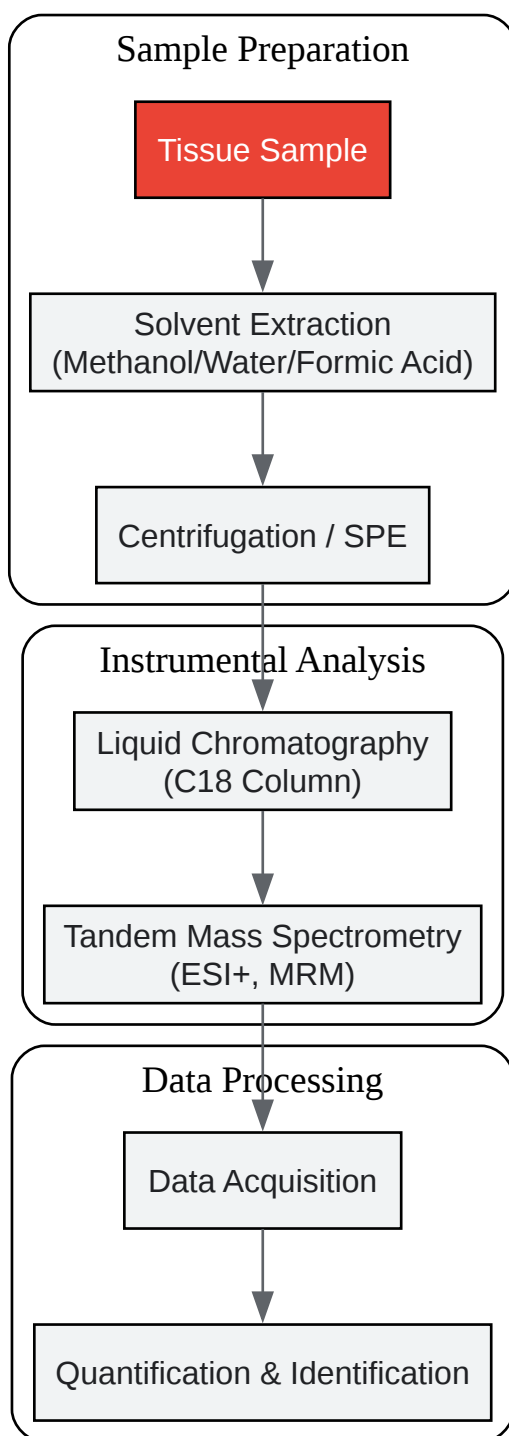 Sample Preparation
Tissue Sample
Solvent Extraction
(Methanol/Water/Formic Acid)
Centrifugation / SPE
Instrumental Analysis
Liquid Chromatography
(C18 Column)
Tandem Mass Spectrometry
(ESI+, MRM)
Data Processing
Data Acquisition
Quantification & Identification